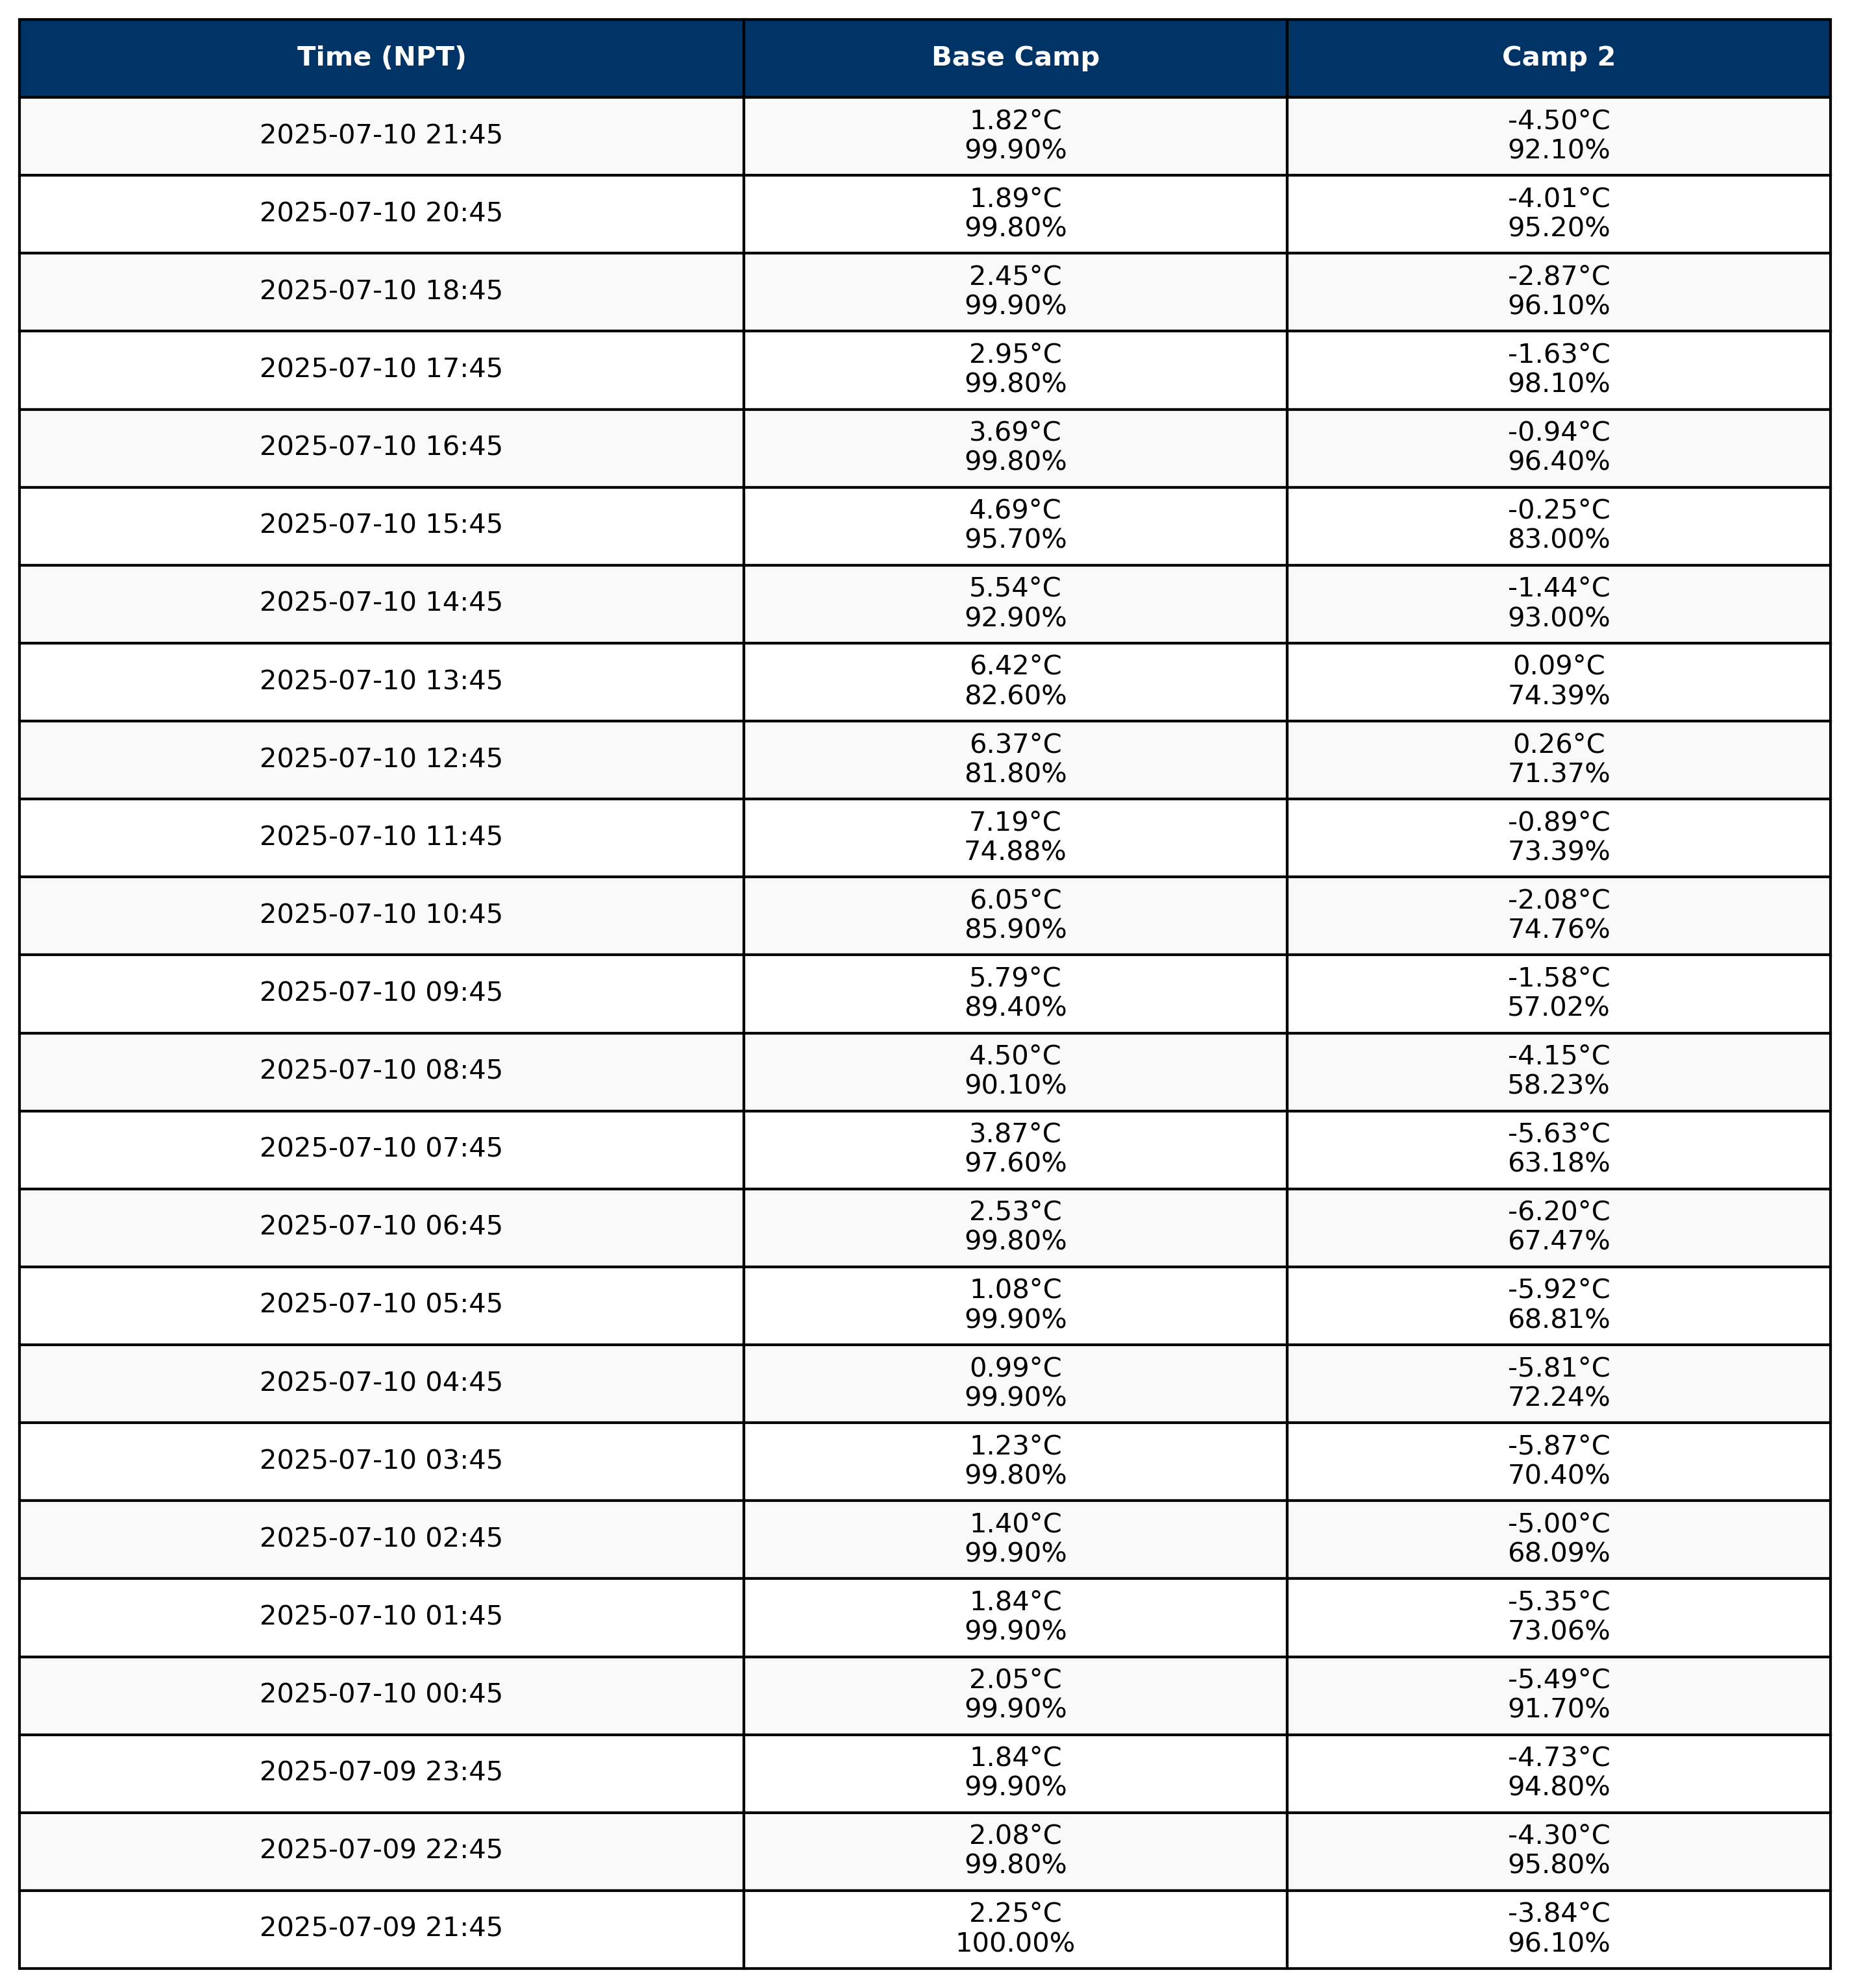 Time (NPT) Base Camp Camp 2
2025-07-10 21:45 1.82°C -4.50°C
99.90% 92.10%
2025-07-10 20:45 1.89°C -4.01°C
99.80% 95.20%
2025-07-10 18:45 2.45°C -2.87°C
99.90% 96.10%
2025-07-10 17:45 2.95°C -1.63°C
99.80% 98.10%
2025-07-10 16:45 3.69°C -0.94°C
99.80% 96.40%
2025-07-10 15:45 4.69°C -0.25°C
95.70% 83.00%
2025-07-10 14:45 5.54°C -1.44°C
92.90% 93.00%
2025-07-10 13:45 6.42°C 0.09°C
82.60% 74.39%
2025-07-10 12:45 6.37°C 0.26°C
81.80% 71.37%
2025-07-10 11:45 7.19°C -0.89°C
74.88% 73.39%
2025-07-10 10:45 6.05°C -2.08°C
85.90% 74.76%
2025-07-10 09:45 5.79°C -1.58°C
89.40% 57.02%
2025-07-10 08:45 4.50°C -4.15°C
90.10% 58.23%
2025-07-10 07:45 3.87°C -5.63°C
97.60% 63.18%
2025-07-10 06:45 2.53°C -6.20°C
99.80% 67.47%
2025-07-10 05:45 1.08°C -5.92°C
99.90% 68.81%
2025-07-10 04:45 0.99°C -5.81°C
99.90% 72.24%
2025-07-10 03:45 1.23°C -5.87°C
99.80% 70.40%
2025-07-10 02:45 1.40°C -5.00°C
99.90% 68.09%
2025-07-10 01:45 1.84°C -5.35°C
99.90% 73.06%
2025-07-10 00:45 2.05°C -5.49°C
99.90% 91.70%
2025-07-09 23:45 1.84°C -4.73°C
99.90% 94.80%
2025-07-09 22:45 2.08°C -4.30°C
99.80% 95.80%
2025-07-09 21:45 2.25°C -3.84°C
100.00% 96.10%